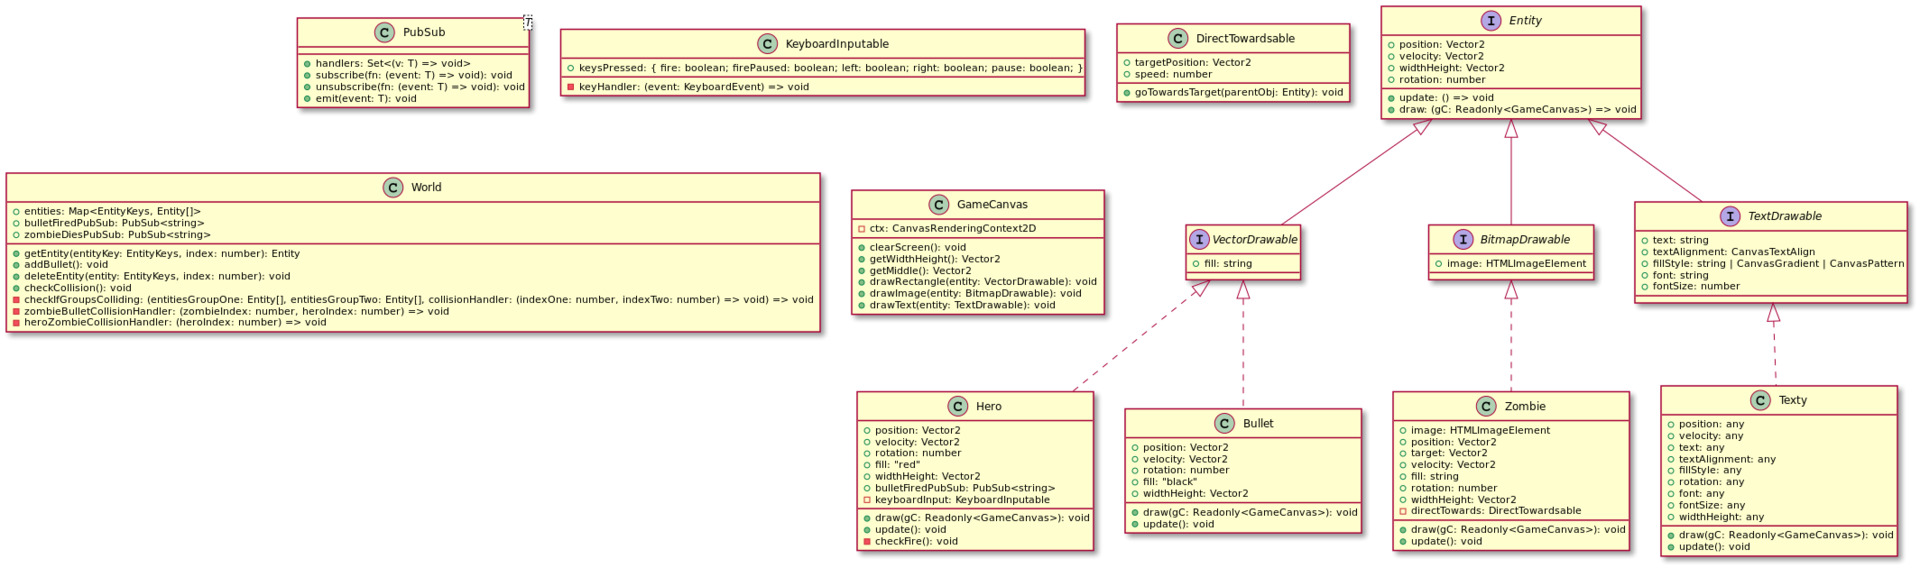 C PubSub
T
handlers: Set<(v: T) => void>
subscribe(fn: (event: T) => void): void
unsubscribe(fn: (event: T) => void): void
emit(event: T): void
C KeyboardInputable
keysPressed: { fire: boolean; firePaused: boolean; left: boolean; right: boolean; pause: boolean; }
keyHandler: (event: KeyboardEvent) => void
C DirectTowardsable
targetPosition: Vector2
speed: number
goTowardsTarget(parentObj: Entity): void
I Entity
position: Vector2
velocity: Vector2
widthHeight: Vector2
rotation: number
update: () => void
draw: (gC: Readonly<GameCanvas>) => void
C World
entities: Map<EntityKeys, Entity[]>
bulletFiredPubSub: PubSub<string>
zombieDiesPubSub: PubSub<string>
getEntity(entityKey: EntityKeys, index: number): Entity
addBullet(): void
deleteEntity(entity: EntityKeys, index: number): void
checkCollision(): void
checkIfGroupsColliding: (entitiesGroupOne: Entity[], entitiesGroupTwo: Entity[], collisionHandler: (indexOne: number, indexTwo: number) => void) => void
zombieBulletCollisionHandler: (zombieIndex: number, heroIndex: number) => void
heroZombieCollisionHandler: (heroIndex: number) => void
C GameCanvas
ctx: CanvasRenderingContext2D
clearScreen(): void
getWidthHeight(): Vector2
getMiddle(): Vector2
drawRectangle(entity: VectorDrawable): void
drawImage(entity: BitmapDrawable): void
drawText(entity: TextDrawable): void
I VectorDrawable
fill: string
I BitmapDrawable
image: HTMLImageElement
I TextDrawable
text: string
textAlignment: CanvasTextAlign
fillStyle: string | CanvasGradient | CanvasPattern
font: string
fontSize: number
C Hero
position: Vector2
velocity: Vector2
rotation: number
fill: "red"
widthHeight: Vector2
bulletFiredPubSub: PubSub<string>
keyboardInput: KeyboardInputable
draw(gC: Readonly<GameCanvas>): void
update(): void
checkFire(): void
C Bullet
position: Vector2
velocity: Vector2
rotation: number
fill: "black"
widthHeight: Vector2
draw(gC: Readonly<GameCanvas>): void
update(): void
C Zombie
image: HTMLImageElement
position: Vector2
target: Vector2
velocity: Vector2
fill: string
rotation: number
widthHeight: Vector2
directTowards: DirectTowardsable
draw(gC: Readonly<GameCanvas>): void
update(): void
C Texty
position: any
velocity: any
text: any
textAlignment: any
fillStyle: any
rotation: any
font: any
fontSize: any
widthHeight: any
draw(gC: Readonly<GameCanvas>): void
update(): void